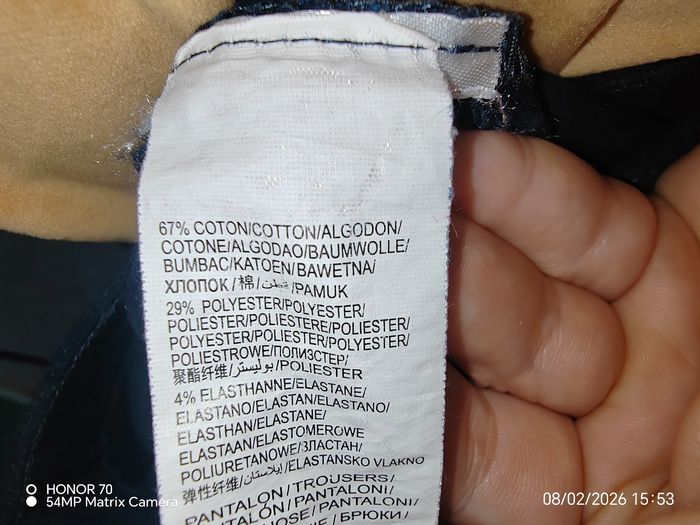 67% COTON/COTTON/ALGODON/
COTONE/ALGODAO/BAUMWOLLE/
BUMBAC/KATOEN/BAWETNA/
ХЛОПОК/棉/قطن/PAMUK
29% POLYESTER/POLYESTER/
POLIESTER/POLIESTERE/POLIESTER/
POLYESTER/POLYESTER/POLYESTER/
POLIESTROWE/ПОЛИЭСТЕР/
聚酯纤维/بوليستر/POLIESTER
4% ELASTHANNE/ELASTANE/
ELASTANO/ELASTAN/ELASTANO/
ELASTHAN/ELASTANE/
ELASTAAN/ELASTOMEROWE
POLIURETANOWE/ЭЛАСТАН/
弹性纤维/إيلاستان/ELASTANSKO VLAKNO
PANTALON/TROUSERS/
PANTALONI/
БРЮКИ/
HONOR 70
54MP Matrix Camera
08/02/2026 15:53